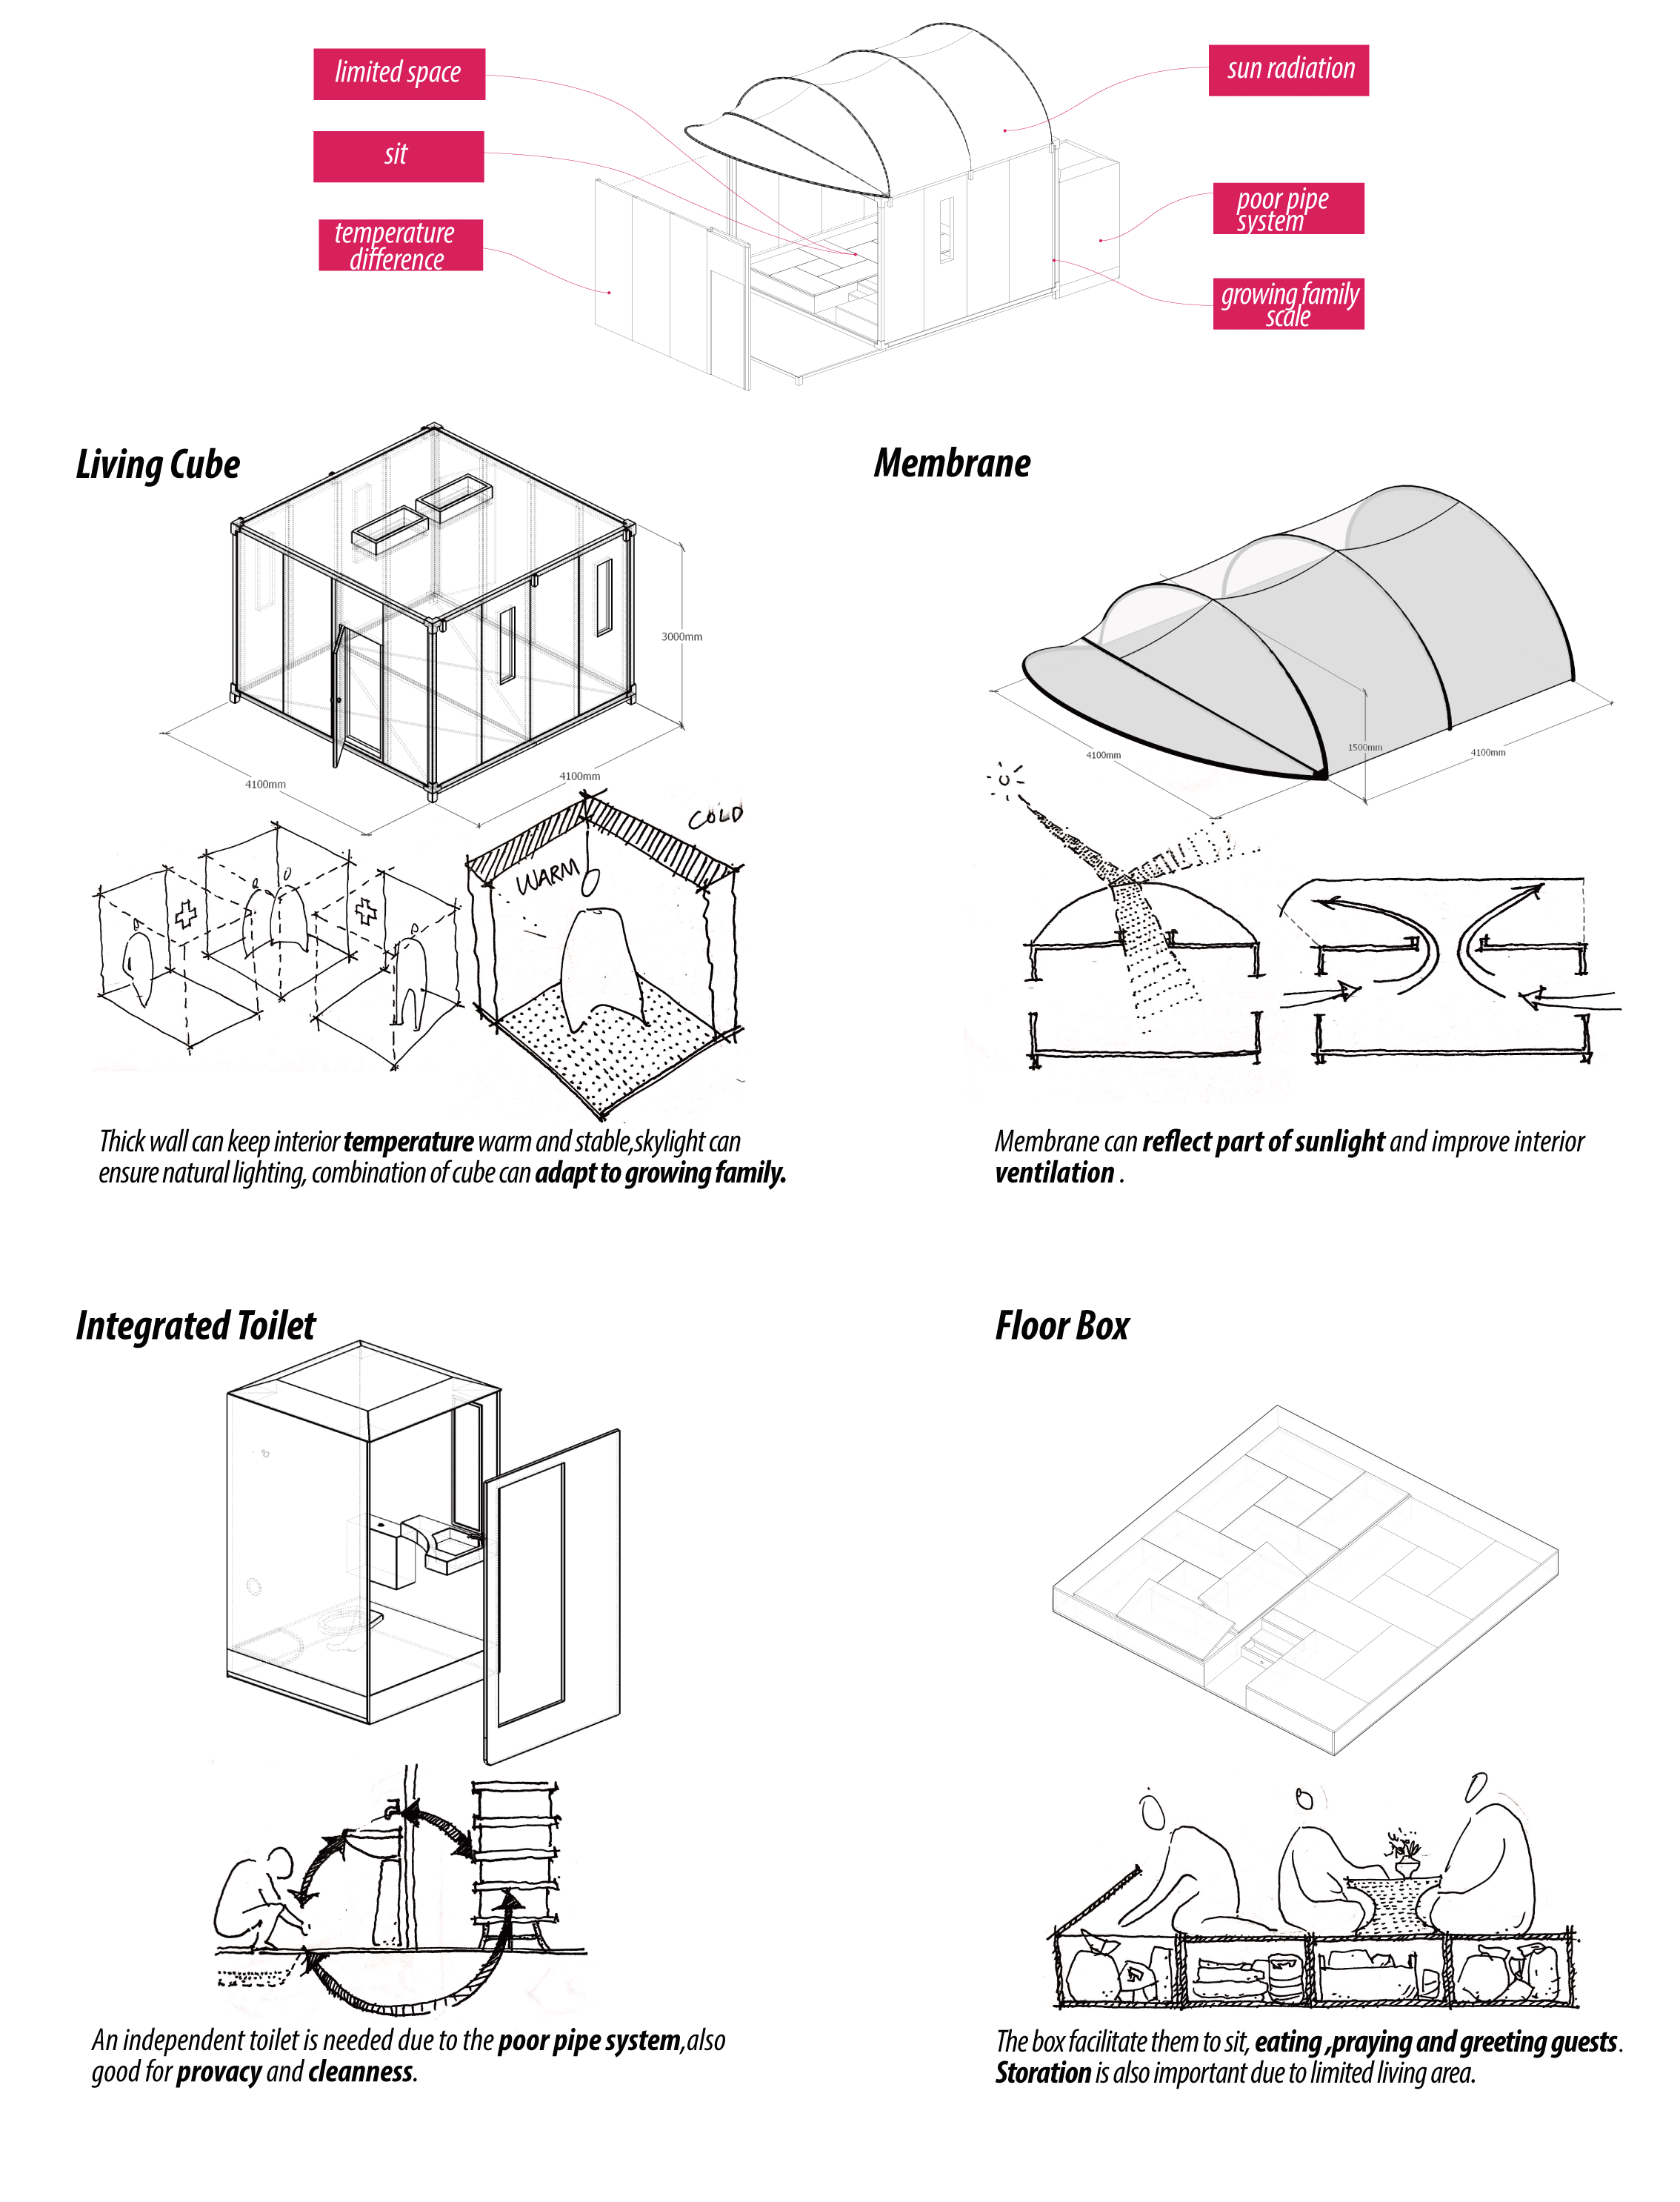 limited space
sun radiation
sit
poor pipe
system
temperature
difference
growing family
scale
Living Cube
Membrane
3000mm
4100mm
4100mm
4100mm
1500mm
4100mm
COLD
WARM
Thick wall can keep interior temperature warm and stable,skylight can
ensure natural lighting, combination of cube can adapt to growing family.
Membrane can reflect part of sunlight and improve interior
ventilation .
Integrated Toilet
Floor Box
An independent toilet is needed due to the poor pipe system,also
good for provacy and cleanness.
The box facilitate them to sit, eating ,praying and greeting guests.
Storation is also important due to limited living area.